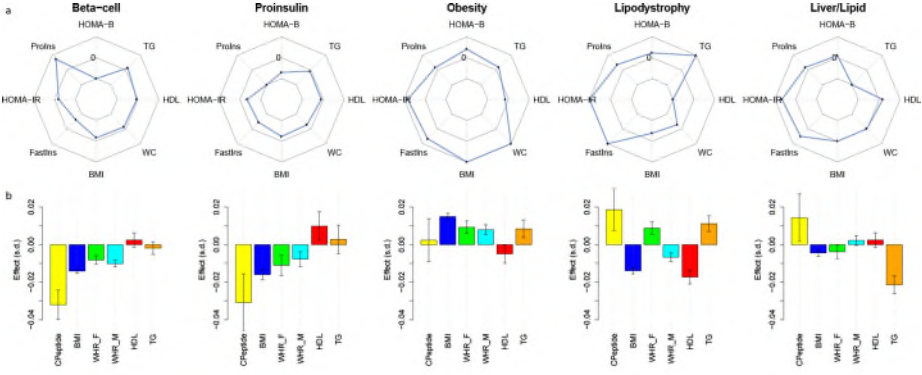 a
Beta−cell
Proinsulin
Obesity
Lipodystrophy
Liver/Lipid
HOMA−B
HOMA−B
HOMA−B
HOMA−B
HOMA−B
ProIns
TG
ProIns
TG
ProIns
TG
ProIns
TG
ProIns
TG
0
0
0
0
0
HOMA−IR
HDL
HOMA−IR
HDL
HOMA−IR
HDL
HOMA−IR
HDL
HOMA−IR
HDL
FastIns
WC
FastIns
WC
FastIns
WC
FastIns
WC
FastIns
WC
BMI
BMI
BMI
BMI
BMI
b
Effect (s.d.)
0.02
0.00
−0.02
−0.04
CPeptide
BMI
WHR_F
WHR_M
HDL
TG
Effect (s.d.)
0.02
0.00
−0.02
−0.04
CPeptide
BMI
WHR_F
WHR_M
HDL
TG
Effect (s.d.)
0.02
0.00
−0.02
−0.04
CPeptide
BMI
WHR_F
WHR_M
HDL
TG
Effect (s.d.)
0.02
0.00
−0.02
−0.04
CPeptide
BMI
WHR_F
WHR_M
HDL
TG
Effect (s.d.)
0.02
0.00
−0.02
−0.04
CPeptide
BMI
WHR_F
WHR_M
HDL
TG